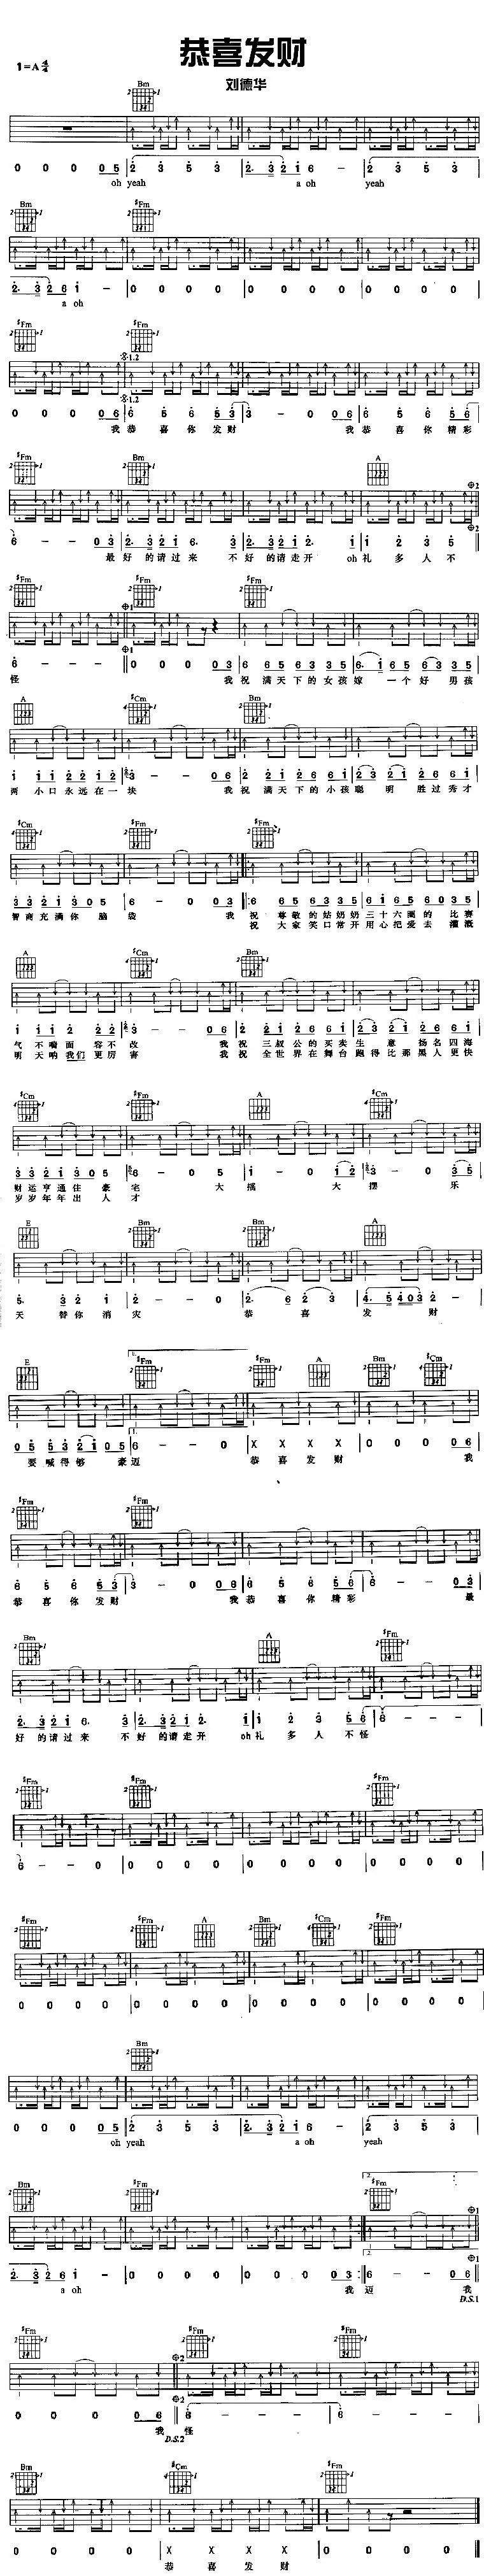 恭喜发财
1=A 4/4
刘德华
Bm
0 0 0 0 5 | 2 3 5 3 | 2. 3 2 1 6 - | 2 3 5 3 |
oh yeah a oh yeah
Bm #Fm
2. 3 2 6 1 - | 0 0 0 0 | 0 0 0 0 | 0 0 0 0 |
a oh
#Fm #Fm
0 0 0 0 6 | 6 5 6 5 3 | 3 - 0 0 6 | 6 5 6 5 6 |
我 恭 喜 你 发 财 我 恭 喜 你 精 彩
#Fm Bm A
6 - - 0 3 | 2. 3 2 1 6. 3 | 2. 3 2 1 2. 1 | 1 2 3 5 ||
最 好 的 请 过 来 不 好 的 请 走 开 oh 礼 多 人 不
#Fm #Fm
6 - - - || 0 0 0 0 3 | 6 6 5 6 3 3 5 | 6. 1 6 5 6 3 3 5 |
怪 我 祝 满 天 下 的 女 孩 嫁 一 个 好 男 孩
A #Cm Bm
1 1 1 2 2 1 2 | 3 - 0 0 6 | 2 2 1 2 6 6 1 | 2 3 2 1 2 6 6 1 |
两 小 口 永 远 在 一 块 我 祝 满 天 下 的 小 孩 聪 明 胜 过 秀 才
#Cm #Fm #Fm
3 3 2 1 3 0 5 | 6 - 0 0 3 |: 6 6 5 6 3 3 5 | 6 1 6 5 6 0 3 5 |
智 商 充 满 你 脑 袋 我 祝 尊 敬 的 姑 奶 奶 三 十 六 圈 的 比 赛
祝 大 家 笑 口 常 开 用 心 把 爱 去 灌 溉
A #Cm Bm
1 1 1 2 2 2 | 3 - 0 0 6 | 2 2 1 2 6 6 1 | 2 3 2 1 2 6 6 1 |
气 不 喘 面 容 不 改 我 祝 三 叔 公 的 买 卖 生 意 扬 名 四 海
明 天 呐 我们 更 厉 害 我 祝 全 世 界 在 舞 台 跑 得 比 那 黑 人 更 快
#Cm #Fm A #Cm
3 3 2 1 3 0 5 | 6 - 0 5 | 1 - 0 1 2 | 3 - 0 3 5 |
财 运 亨 通 住 豪 宅 大 摇 大 摆 乐
岁 岁 年 年 出 人 才
E Bm Bm A
5. 3 2 1 | 2 - - 0 | 2. 6 2 3 | 4. 5 4 0 3 2 - |
天 替 你 消 灾 恭 喜 发 财
E 1. #Fm #Fm A Bm #Cm
0 5 5 3 2 1 0 5 | 6 - - 0 | X X X X | 0 0 0 0 6 |
要 喊 得 够 豪 迈 恭 喜 发 财 我
#Fm #Fm
6 5 6 5 3 | 3 - 0 0 6 | 6 5 6 5 6 | 6 - - 0 3 |
恭 喜 你 发 财 我 恭 喜 你 精 彩 最
Bm A #Fm
2. 3 2 1 6. 3 | 2. 3 2 1 2. 1 | 1 2 3 5 6 | 6 - - - |
好 的 请 过 来 不 好 的 请 走 开 oh 礼 多 人 不 怪
#Fm #Fm #Fm
6 - - 0 | 0 0 0 0 | 0 0 0 0 | 0 0 0 0 |
#Fm #Fm A Bm #Cm #Fm
0 0 0 0 | 0 0 0 0 | 0 0 0 0 | 0 0 0 0
Bm
0 0 0 0 5 | 2 3 5 3 | 2. 3 2 1 6 - | 2 3 5 3 |
oh yeah a oh yeah
Bm #Fm 2. #Fm
2. 3 2 6 1 - | 0 0 0 0 | 0 0 0 0 3 :| 6 - - 0 6 ||
a oh 我 迈 我
D.S.1
#Fm #Fm #Fm
0 0 0 0 6 || 6 - - - | 6 - - -
我 怪
D.S.2
Bm #Cm #Fm
0 0 0 0 | X X X X | 0 0 0 0 ||
恭 喜 发 财